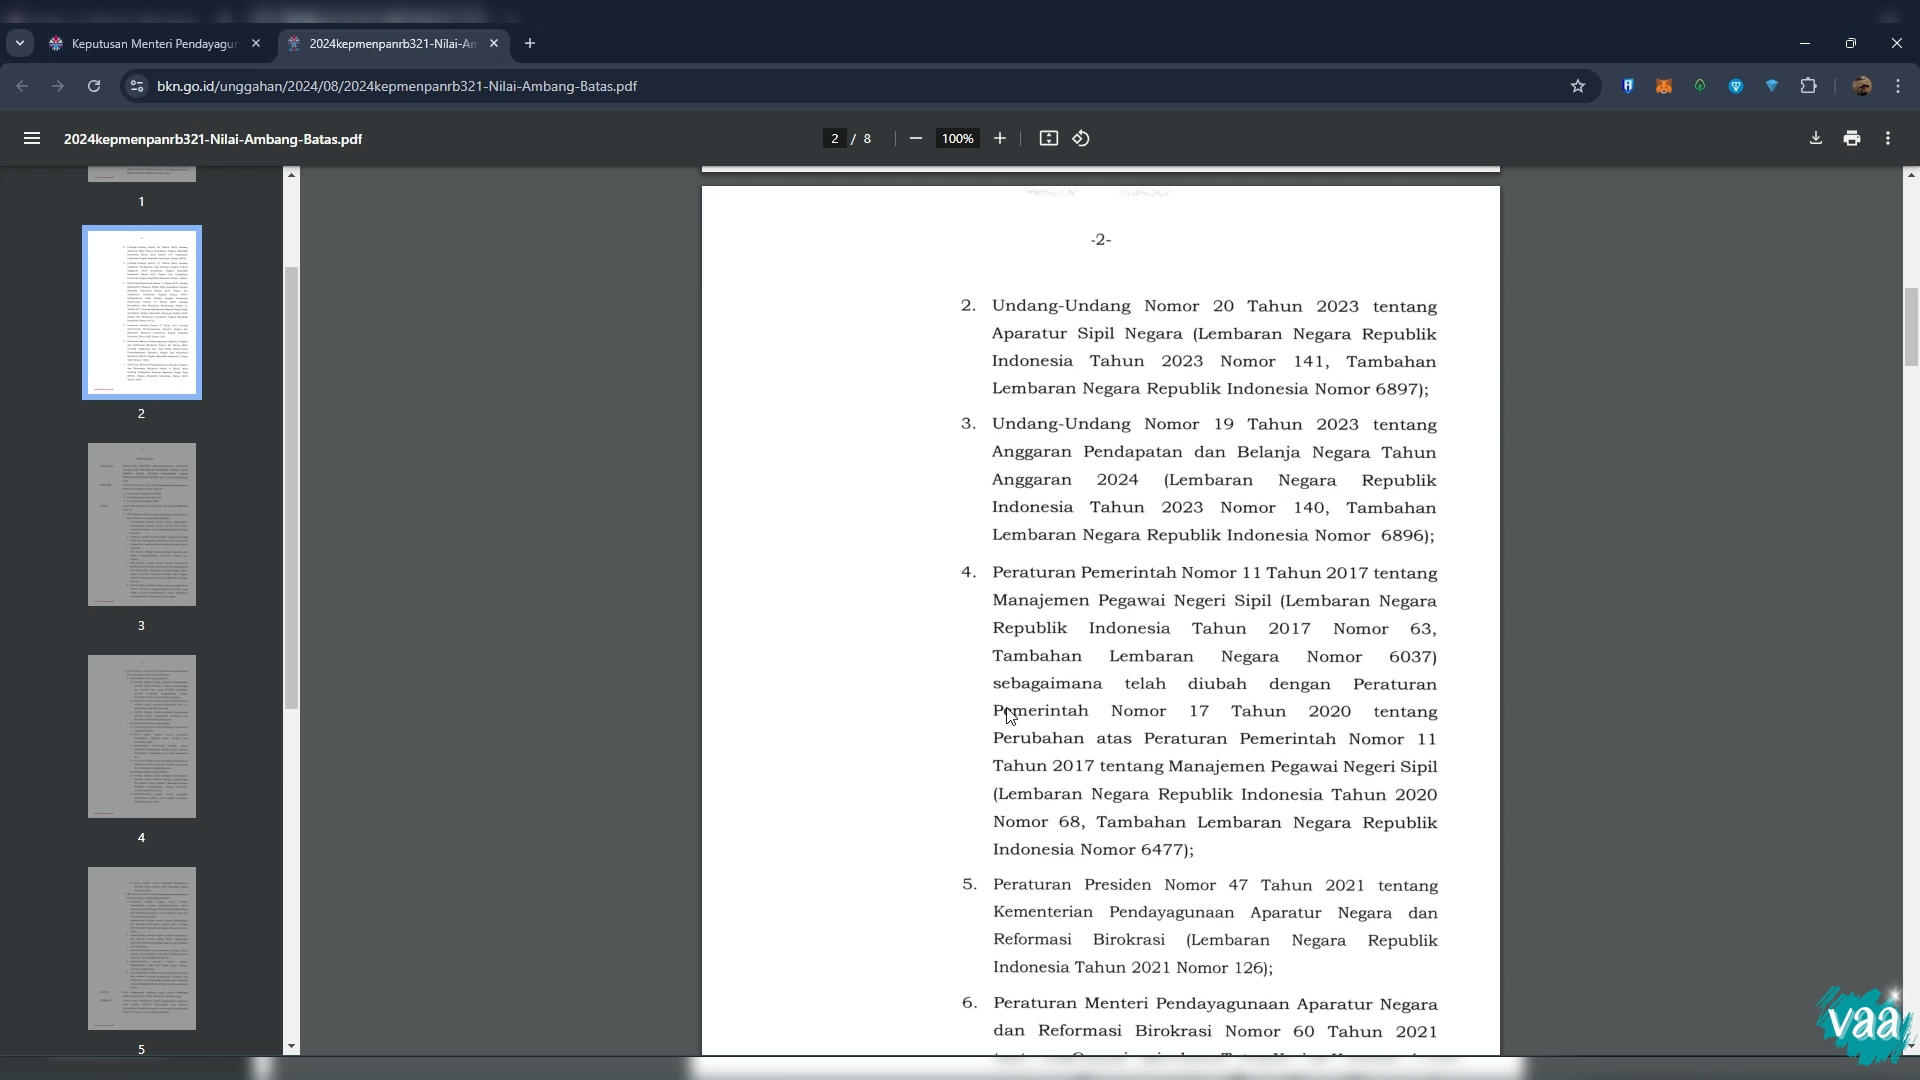 Keputusan Menteri Pendayagun
2024kepmenpanrb321-Nilai-Am
bkn.go.id/unggahan/2024/08/2024kepmenpanrb321-Nilai-Ambang-Batas.pdf
2024kepmenpanrb321-Nilai-Ambang-Batas.pdf
2 / 8
100%
1
2
3
4
5
-2-
2. Undang-Undang Nomor 20 Tahun 2023 tentang
Aparatur Sipil Negara (Lembaran Negara Republik
Indonesia Tahun 2023 Nomor 141, Tambahan
Lembaran Negara Republik Indonesia Nomor 6897);
3. Undang-Undang Nomor 19 Tahun 2023 tentang
Anggaran Pendapatan dan Belanja Negara Tahun
Anggaran 2024 (Lembaran Negara Republik
Indonesia Tahun 2023 Nomor 140, Tambahan
Lembaran Negara Republik Indonesia Nomor 6896);
4. Peraturan Pemerintah Nomor 11 Tahun 2017 tentang
Manajemen Pegawai Negeri Sipil (Lembaran Negara
Republik Indonesia Tahun 2017 Nomor 63,
Tambahan Lembaran Negara Nomor 6037)
sebagaimana telah diubah dengan Peraturan
Pemerintah Nomor 17 Tahun 2020 tentang
Perubahan atas Peraturan Pemerintah Nomor 11
Tahun 2017 tentang Manajemen Pegawai Negeri Sipil
(Lembaran Negara Republik Indonesia Tahun 2020
Nomor 68, Tambahan Lembaran Negara Republik
Indonesia Nomor 6477);
5. Peraturan Presiden Nomor 47 Tahun 2021 tentang
Kementerian Pendayagunaan Aparatur Negara dan
Reformasi Birokrasi (Lembaran Negara Republik
Indonesia Tahun 2021 Nomor 126);
6. Peraturan Menteri Pendayagunaan Aparatur Negara
dan Reformasi Birokrasi Nomor 60 Tahun 2021
vaa